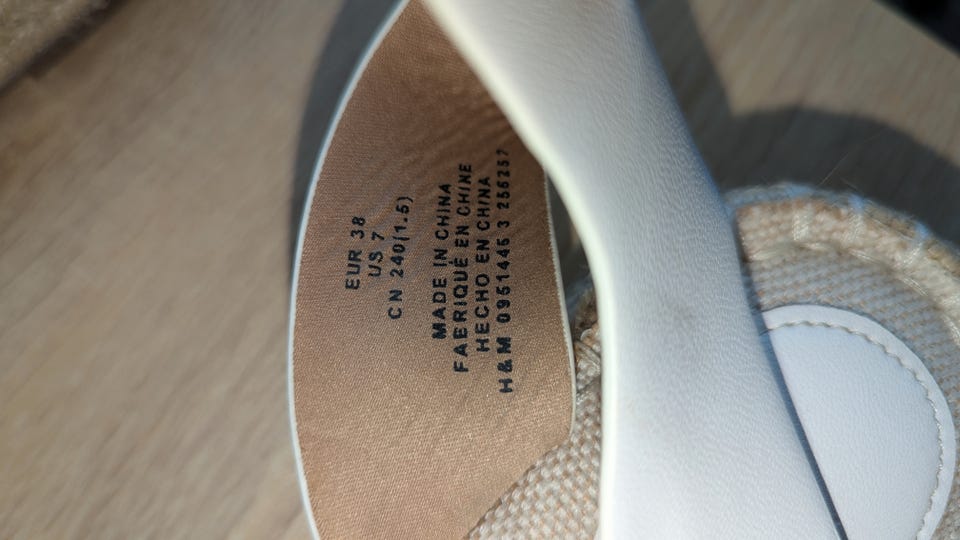 EUR 38
US 7
CN 240(1.5)
MADE IN CHINA
FAERIQUÉ EN CHINE
HECHO EN CHINA
H&M 0951446 3 256257